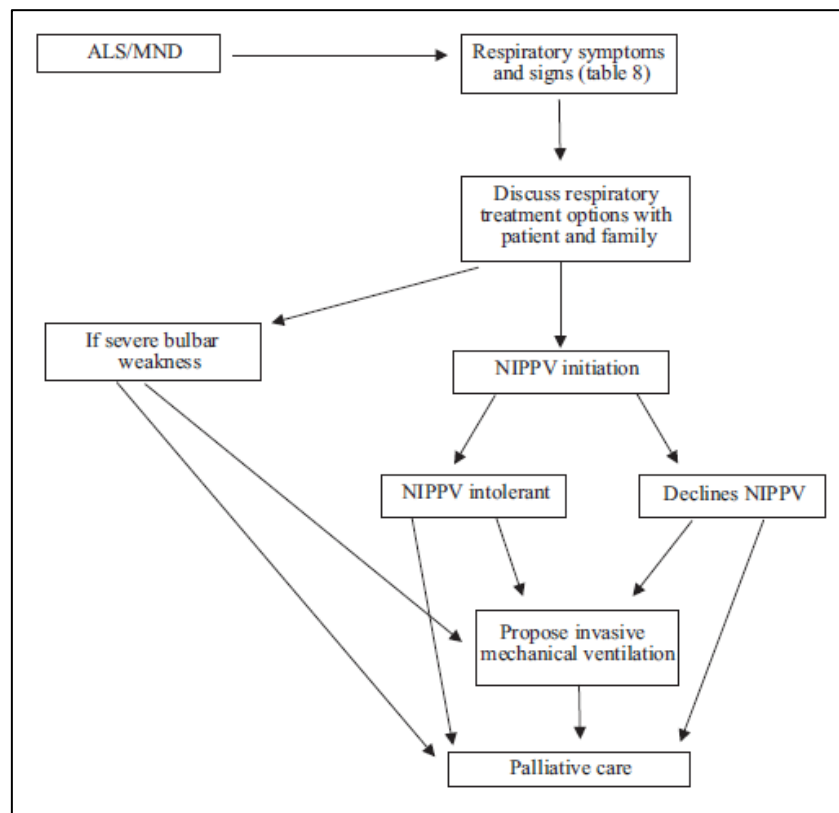 ALS/MND
Respiratory symptoms
and signs (table 8)
Discuss respiratory
treatment options with
patient and family
If severe bulbar
weakness
NIPPV initiation
NIPPV intolerant
Declines NIPPV
Propose invasive
mechanical ventilation
Palliative care